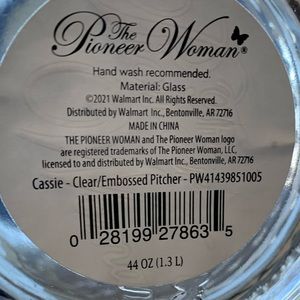 The
Pioneer Woman®
Hand wash recommended.
Material: Glass
©2021 Walmart Inc. All Rights Reserved.
Distributed by Walmart Inc., Bentonville, AR 72716
MADE IN CHINA
THE PIONEER WOMAN and The Pioneer Woman logo
are registered trademarks of The Pioneer Woman, LLC,
licensed to and distributed by Walmart Inc., Bentonville, AR 72716
Cassie - Clear/Embossed Pitcher - PW41439851005
0 28199 27863 5
44 OZ (1.3 L)